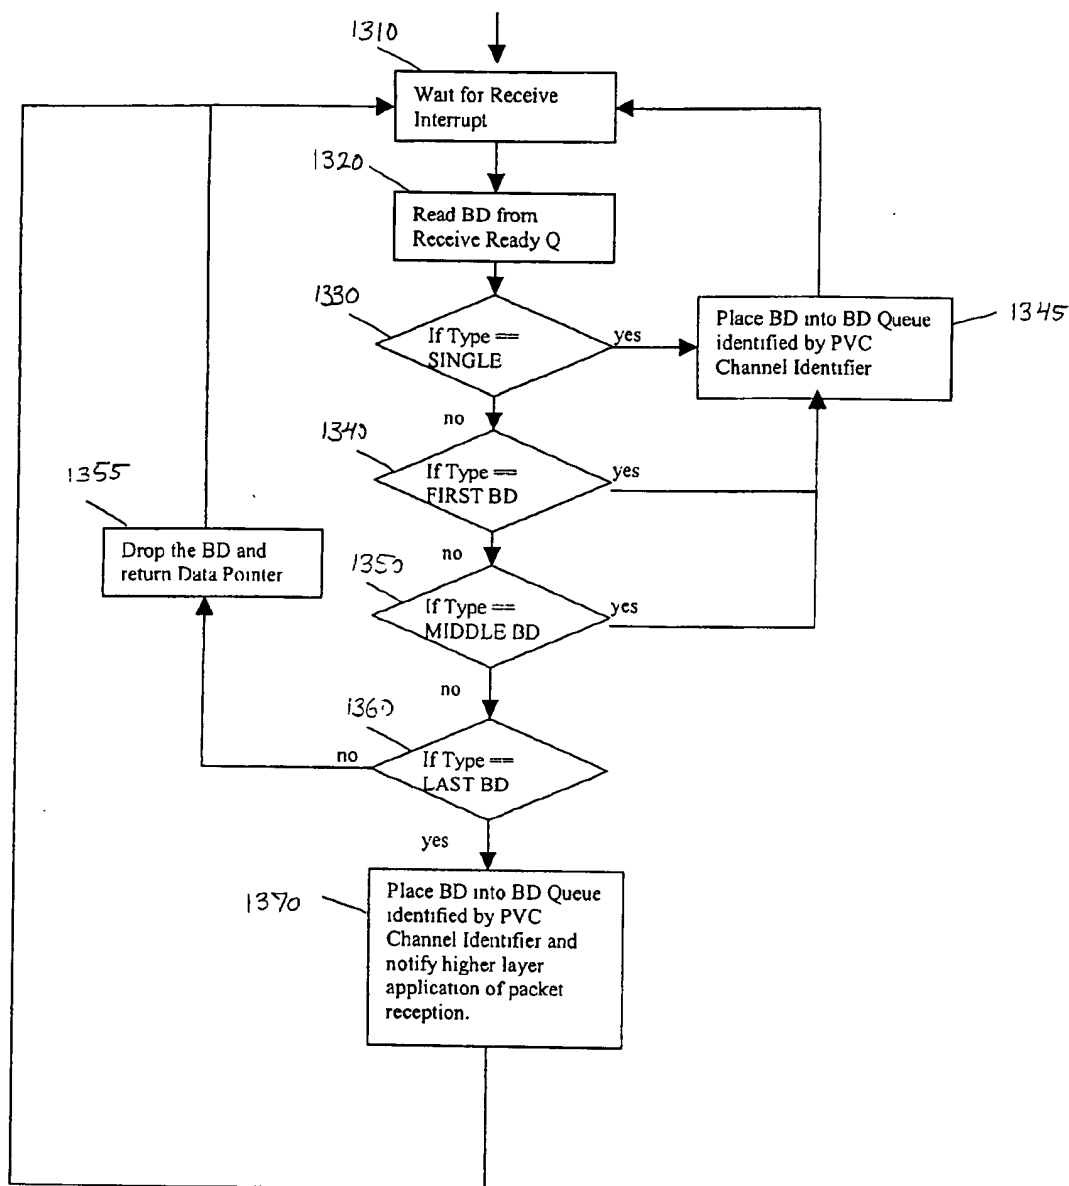 1310
Wait for Receive
Interrupt
1320
Read BD from
Receive Ready Q
1330
If Type ==
SINGLE
yes
Place BD into BD Queue
identified by PVC
Channel Identifier
1345
no
1340
If Type ==
FIRST BD
yes
1355
Drop the BD and
return Data Pointer
no
1350
If Type ==
MIDDLE BD
yes
no
1360
If Type ==
LAST BD
no
yes
1370
Place BD into BD Queue
identified by PVC
Channel Identifier and
notify higher layer
application of packet
reception.